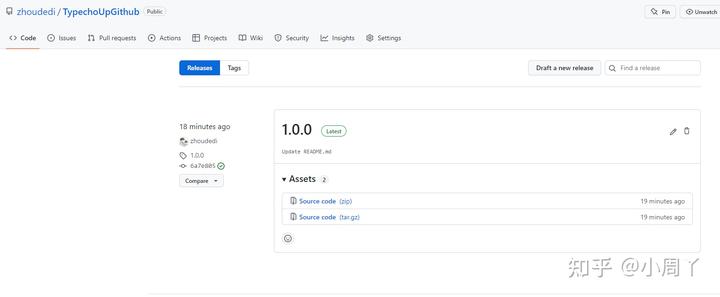 zhoudedi / TypechoUpGithub Public
Pin
Unwatch
Code
Issues
Pull requests
Actions
Projects
Wiki
Security
Insights
Settings
Releases
Tags
Draft a new release
Find a release
18 minutes ago
zhoudedi
1.0.0
6a7e805
Compare
1.0.0 Latest
Update README.md
Assets 2
Source code (zip) 19 minutes ago
Source code (tar.gz) 19 minutes ago
知乎 @小周丫